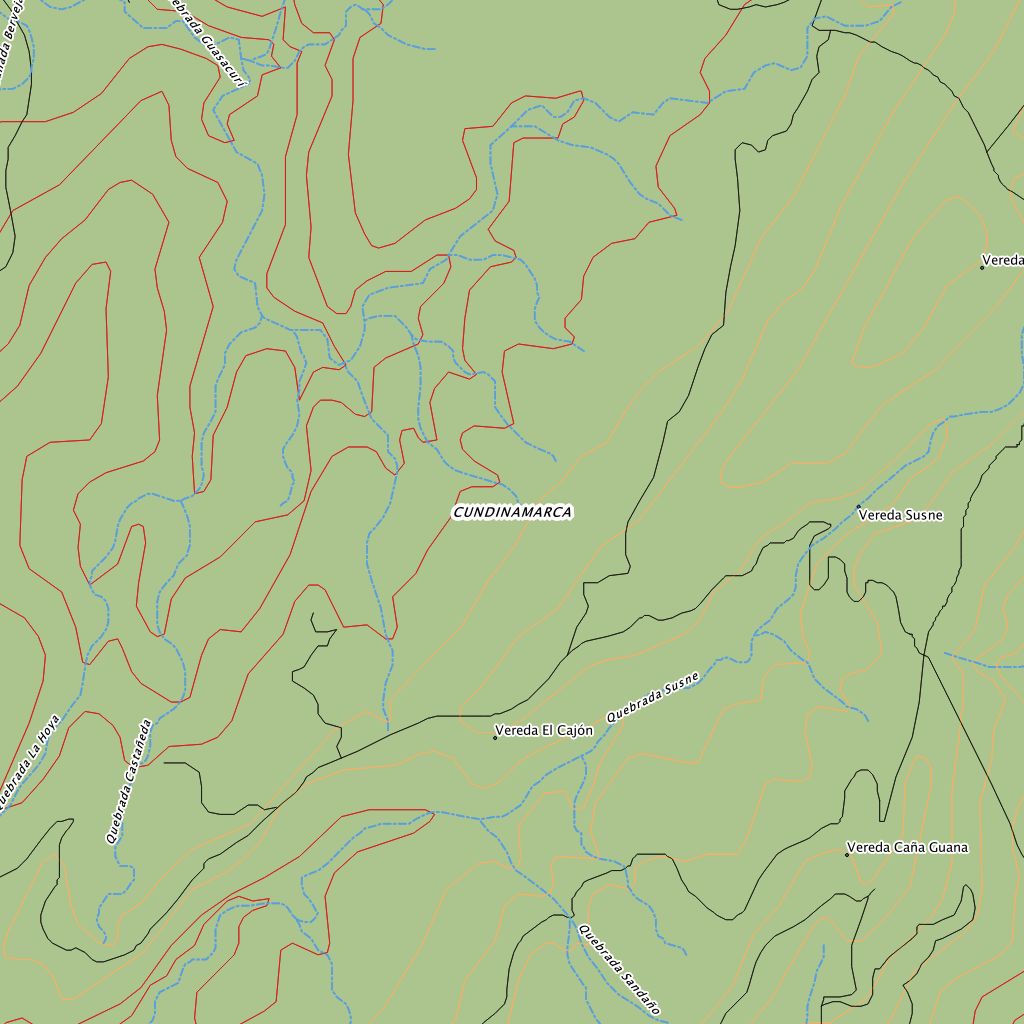 Quebrada Guasacurí
Vereda
CUNDINAMARCA
Vereda Susne
Quebrada Susne
Vereda El Cajón
Quebrada La Hoya
Quebrada Castañeda
Vereda Caña Guana
Quebrada Sandaño